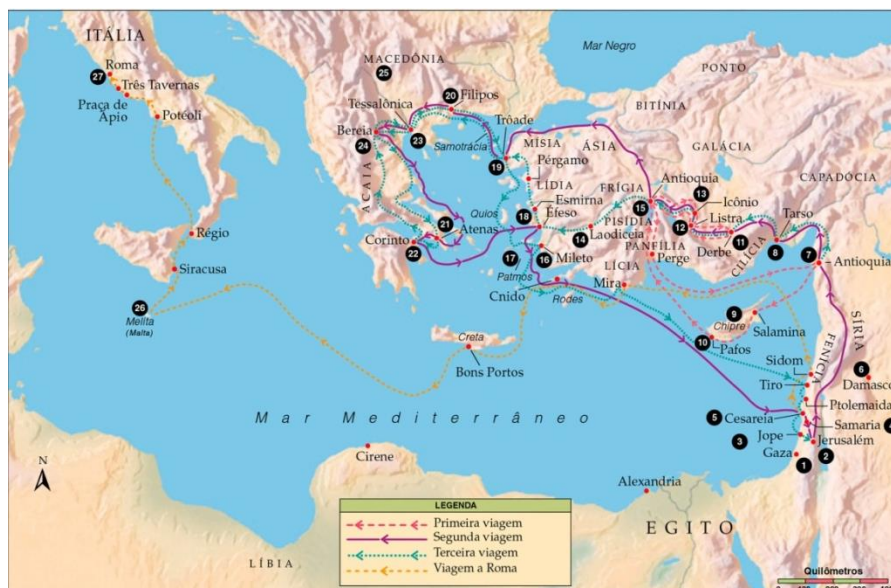 ITÁLIA
Roma
27
Três Tavernas
Praça de
Ápio
Potéoli
Régio
Siracusa
26
Melita
(Malta)
MACEDÔNIA
25
20
Filipos
Tessalônica
23
Bereia
24
Samotrácia
ACAIA
Quios
21
Atenas
Corinto
22
Mar Negro
PONTO
BITÍNIA
Trôade
19
MÍSIA
ÁSIA
GALÁCIA
Pérgamo
LÍDIA
FRÍGIA
Antioquia
13
CAPADÓCIA
Esmirna
15
Icônio
Éfeso
18
PISÍDIA
12
Listra
Tarso
14
Laodiceia
11
Derbe
CILÍCIA
8
7
PANFÍLIA
Perge
Antioquia
16
Mileto
17
Patmos
LÍCIA
Mira
Cnido
Rodes
9
Chipre
Salamina
10
Pafos
Creta
Bons Portos
SÍRIA
FENÍCIA
Sidom
6
Tiro
Damasco
Ptolemaida
5
Cesareia
Samaria
4
3
Jope
Jerusalém
Gaza
1
2
Mar Mediterrâneo
Cirene
Alexandria
EGITO
LÍBIA
N
LEGENDA
Primeira viagem
Segunda viagem
Terceira viagem
Viagem a Roma
Quilômetros